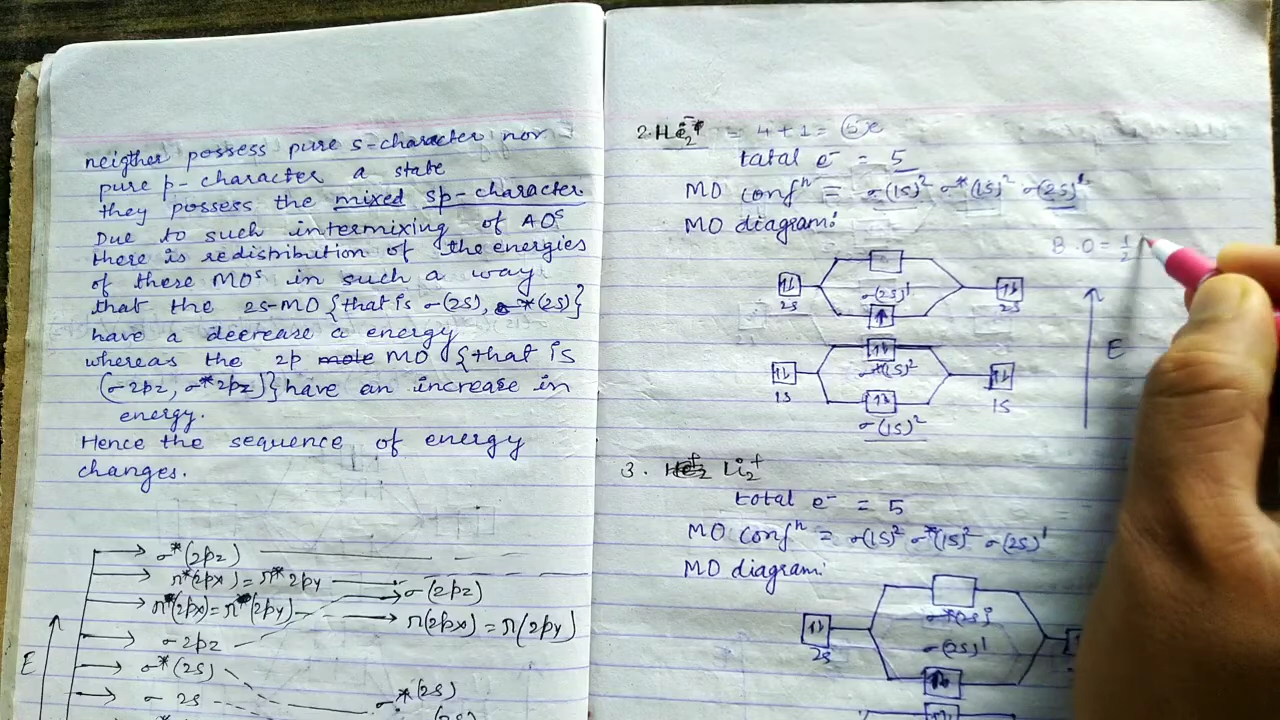 neigther possess pure s-character nor
pure p- character a state
they possess the mixed sp-character
Due to such intermixing of AOs
there is redistribution of the energies
of these MOs in such a way
that the 2s-MO {that is σ(2s), σ*(2s)}
have a decrease a energy
whereas the 2p MO {that is
(σ2pz, σ*2pz)} have an increase in
energy.
Hence the sequence of energy
changes.
σ*(2pz)
π*(2px) = π*2py
σ(2pz)
π*(2px) = π*(2py)
π(2px) = π(2py)
σ2pz
E
σ*(2s)
σ 2s
σ*(2s)
2. He2- = 4+1 = 5e
total e- = 5
MO confn = σ(1s)² σ*(1s)² σ(2s)¹
MO diagram:
B.O = 1/2
2s
σ(2s)¹
2s
E
σ*(1s)²
1s
1s
σ(1s)²
3. Li2+
total e- = 5
MO confn = σ(1s)² σ*(1s)² σ(2s)¹
MO diagram:
σ*(2s)
2s
σ(2s)¹